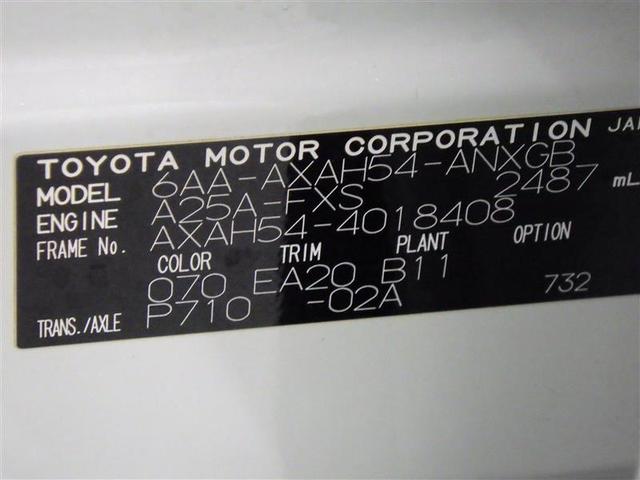 TOYOTA MOTOR CORPORATION JAP
MODEL 6AA-AXAH54-ANXGB
ENGINE A25A-FXS 2487 mL
FRAME No. AXAH54-4018408
COLOR TRIM PLANT OPTION
070 EA20 B11
TRANS./AXLE P710 -02A 732